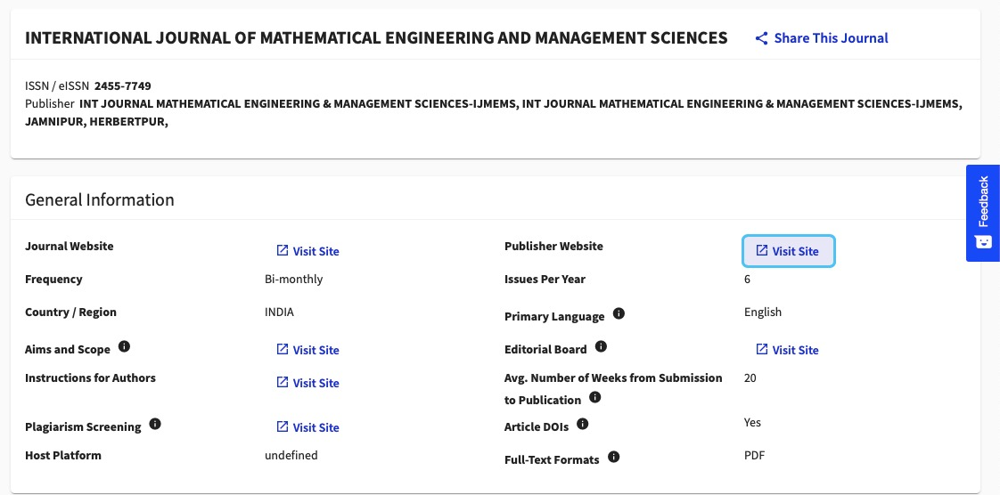 INTERNATIONAL JOURNAL OF MATHEMATICAL ENGINEERING AND MANAGEMENT SCIENCES
Share This Journal
ISSN / eISSN 2455-7749
Publisher INT JOURNAL MATHEMATICAL ENGINEERING & MANAGEMENT SCIENCES-IJMEMS, INT JOURNAL MATHEMATICAL ENGINEERING & MANAGEMENT SCIENCES-IJMEMS,
JAMNIPUR, HERBERTPUR,
Feedback
General Information
Journal Website Visit Site
Publisher Website Visit Site
Frequency Bi-monthly
Issues Per Year 6
Country / Region INDIA
Primary Language English
Aims and Scope Visit Site
Editorial Board Visit Site
Instructions for Authors Visit Site
Avg. Number of Weeks from Submission 20
to Publication
Plagiarism Screening Visit Site
Article DOIs Yes
Host Platform undefined
Full-Text Formats PDF